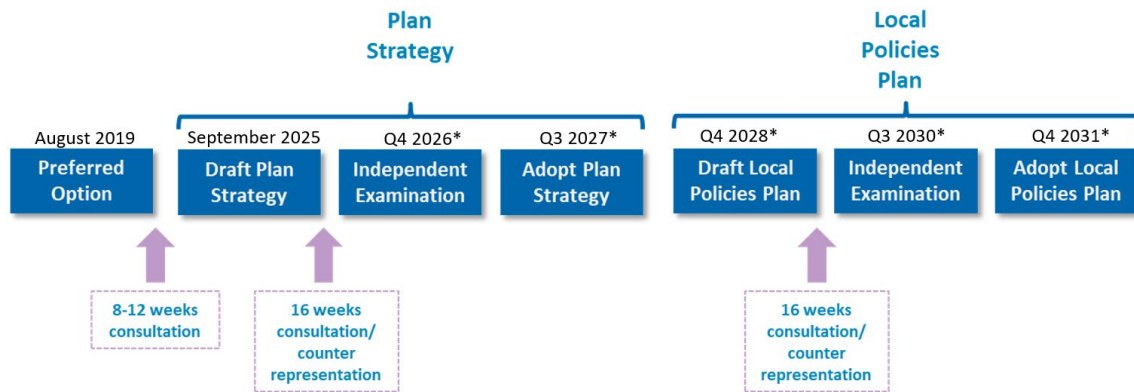 Plan
Strategy
Local
Policies
Plan
August 2019
September 2025
Q4 2026*
Q3 2027*
Q4 2028*
Q3 2030*
Q4 2031*
Preferred
Option
Draft Plan
Strategy
Independent
Examination
Adopt Plan
Strategy
Draft Local
Policies Plan
Independent
Examination
Adopt Local
Policies Plan
8-12 weeks
consultation
16 weeks
consultation/
counter
representation
16 weeks
consultation/
counter
representation